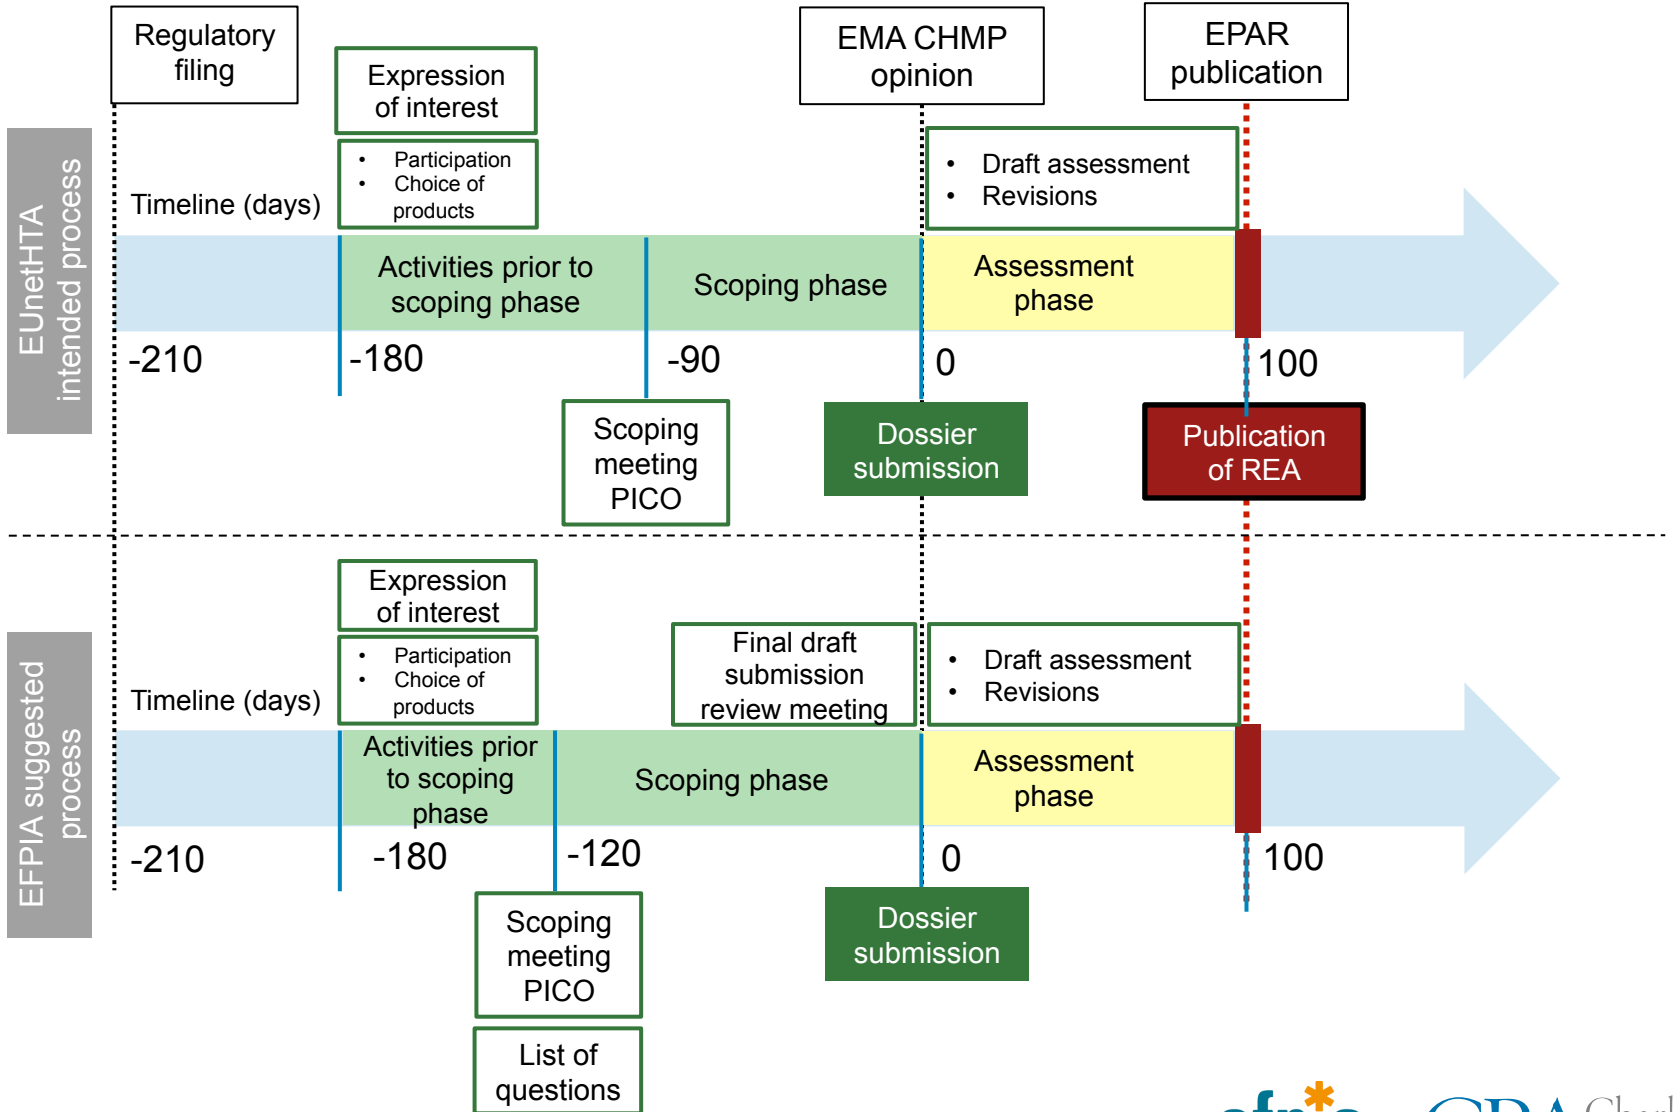 Regulatory
filing
EMA CHMP
opinion
EPAR
publication
Expression
of interest
• Participation
• Choice of
products
• Draft assessment
• Revisions
EUnetHTA
intended process
Timeline (days)
Activities prior to
scoping phase
Scoping phase
Assessment
phase
-210
-180
-90
0
100
Scoping
meeting
PICO
Dossier
submission
Publication
of REA
Expression
of interest
• Participation
• Choice of
products
Final draft
submission
review meeting
• Draft assessment
• Revisions
EFPIA suggested
process
Timeline (days)
Activities prior
to scoping
phase
Scoping phase
Assessment
phase
-210
-180
-120
0
100
Scoping
meeting
PICO
Dossier
submission
List of
questions